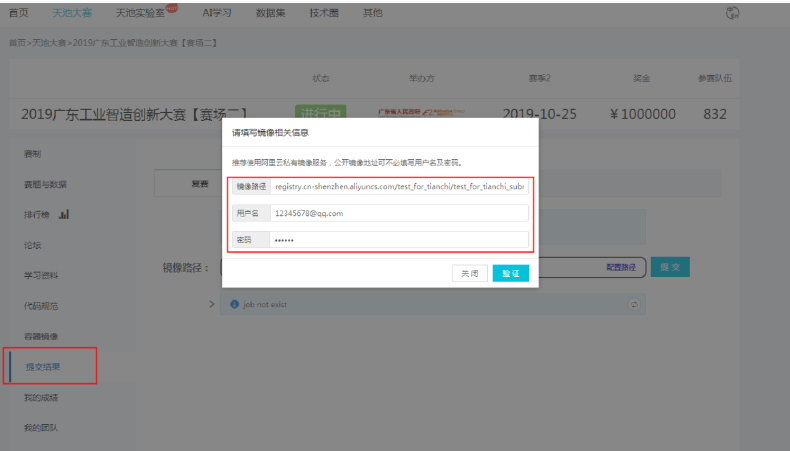 首页 天池大赛 天池实验室 AI学习 数据集 技术圈 其他
首页>天池大赛>2019广东工业智造创新大赛【赛场二】
状态 举办方 赛季2 奖金 参赛队伍
2019广东工业智造创新大赛【赛场二】 进行中 广东省人民政府 2019-10-25 ¥1000000 832
请填写镜像相关信息
推荐使用阿里云私有镜像服务，公开镜像地址可不必填写用户名及密码。
镜像路径 registry.cn-shenzhen.aliyuncs.com/test_for_tianchi/test_for_tianchi_sub
用户名 12345678@qq.com
密码 ••••••
关闭 验证
赛制
赛题与数据
复赛
排行榜
论坛
学习资料
镜像路径： 配置路径 提交
代码规范
> job not exist
容器镜像
提交结果
我的成绩
我的团队